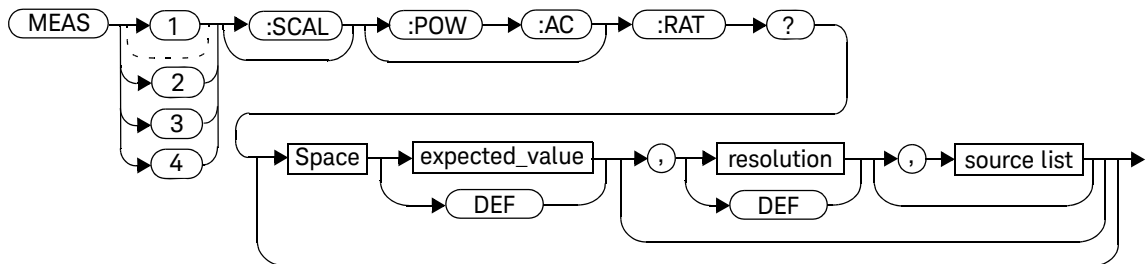 MEAS 1 :SCAL :POW :AC :RAT ?
2
3
4
Space expected_value , resolution , source list
DEF DEF